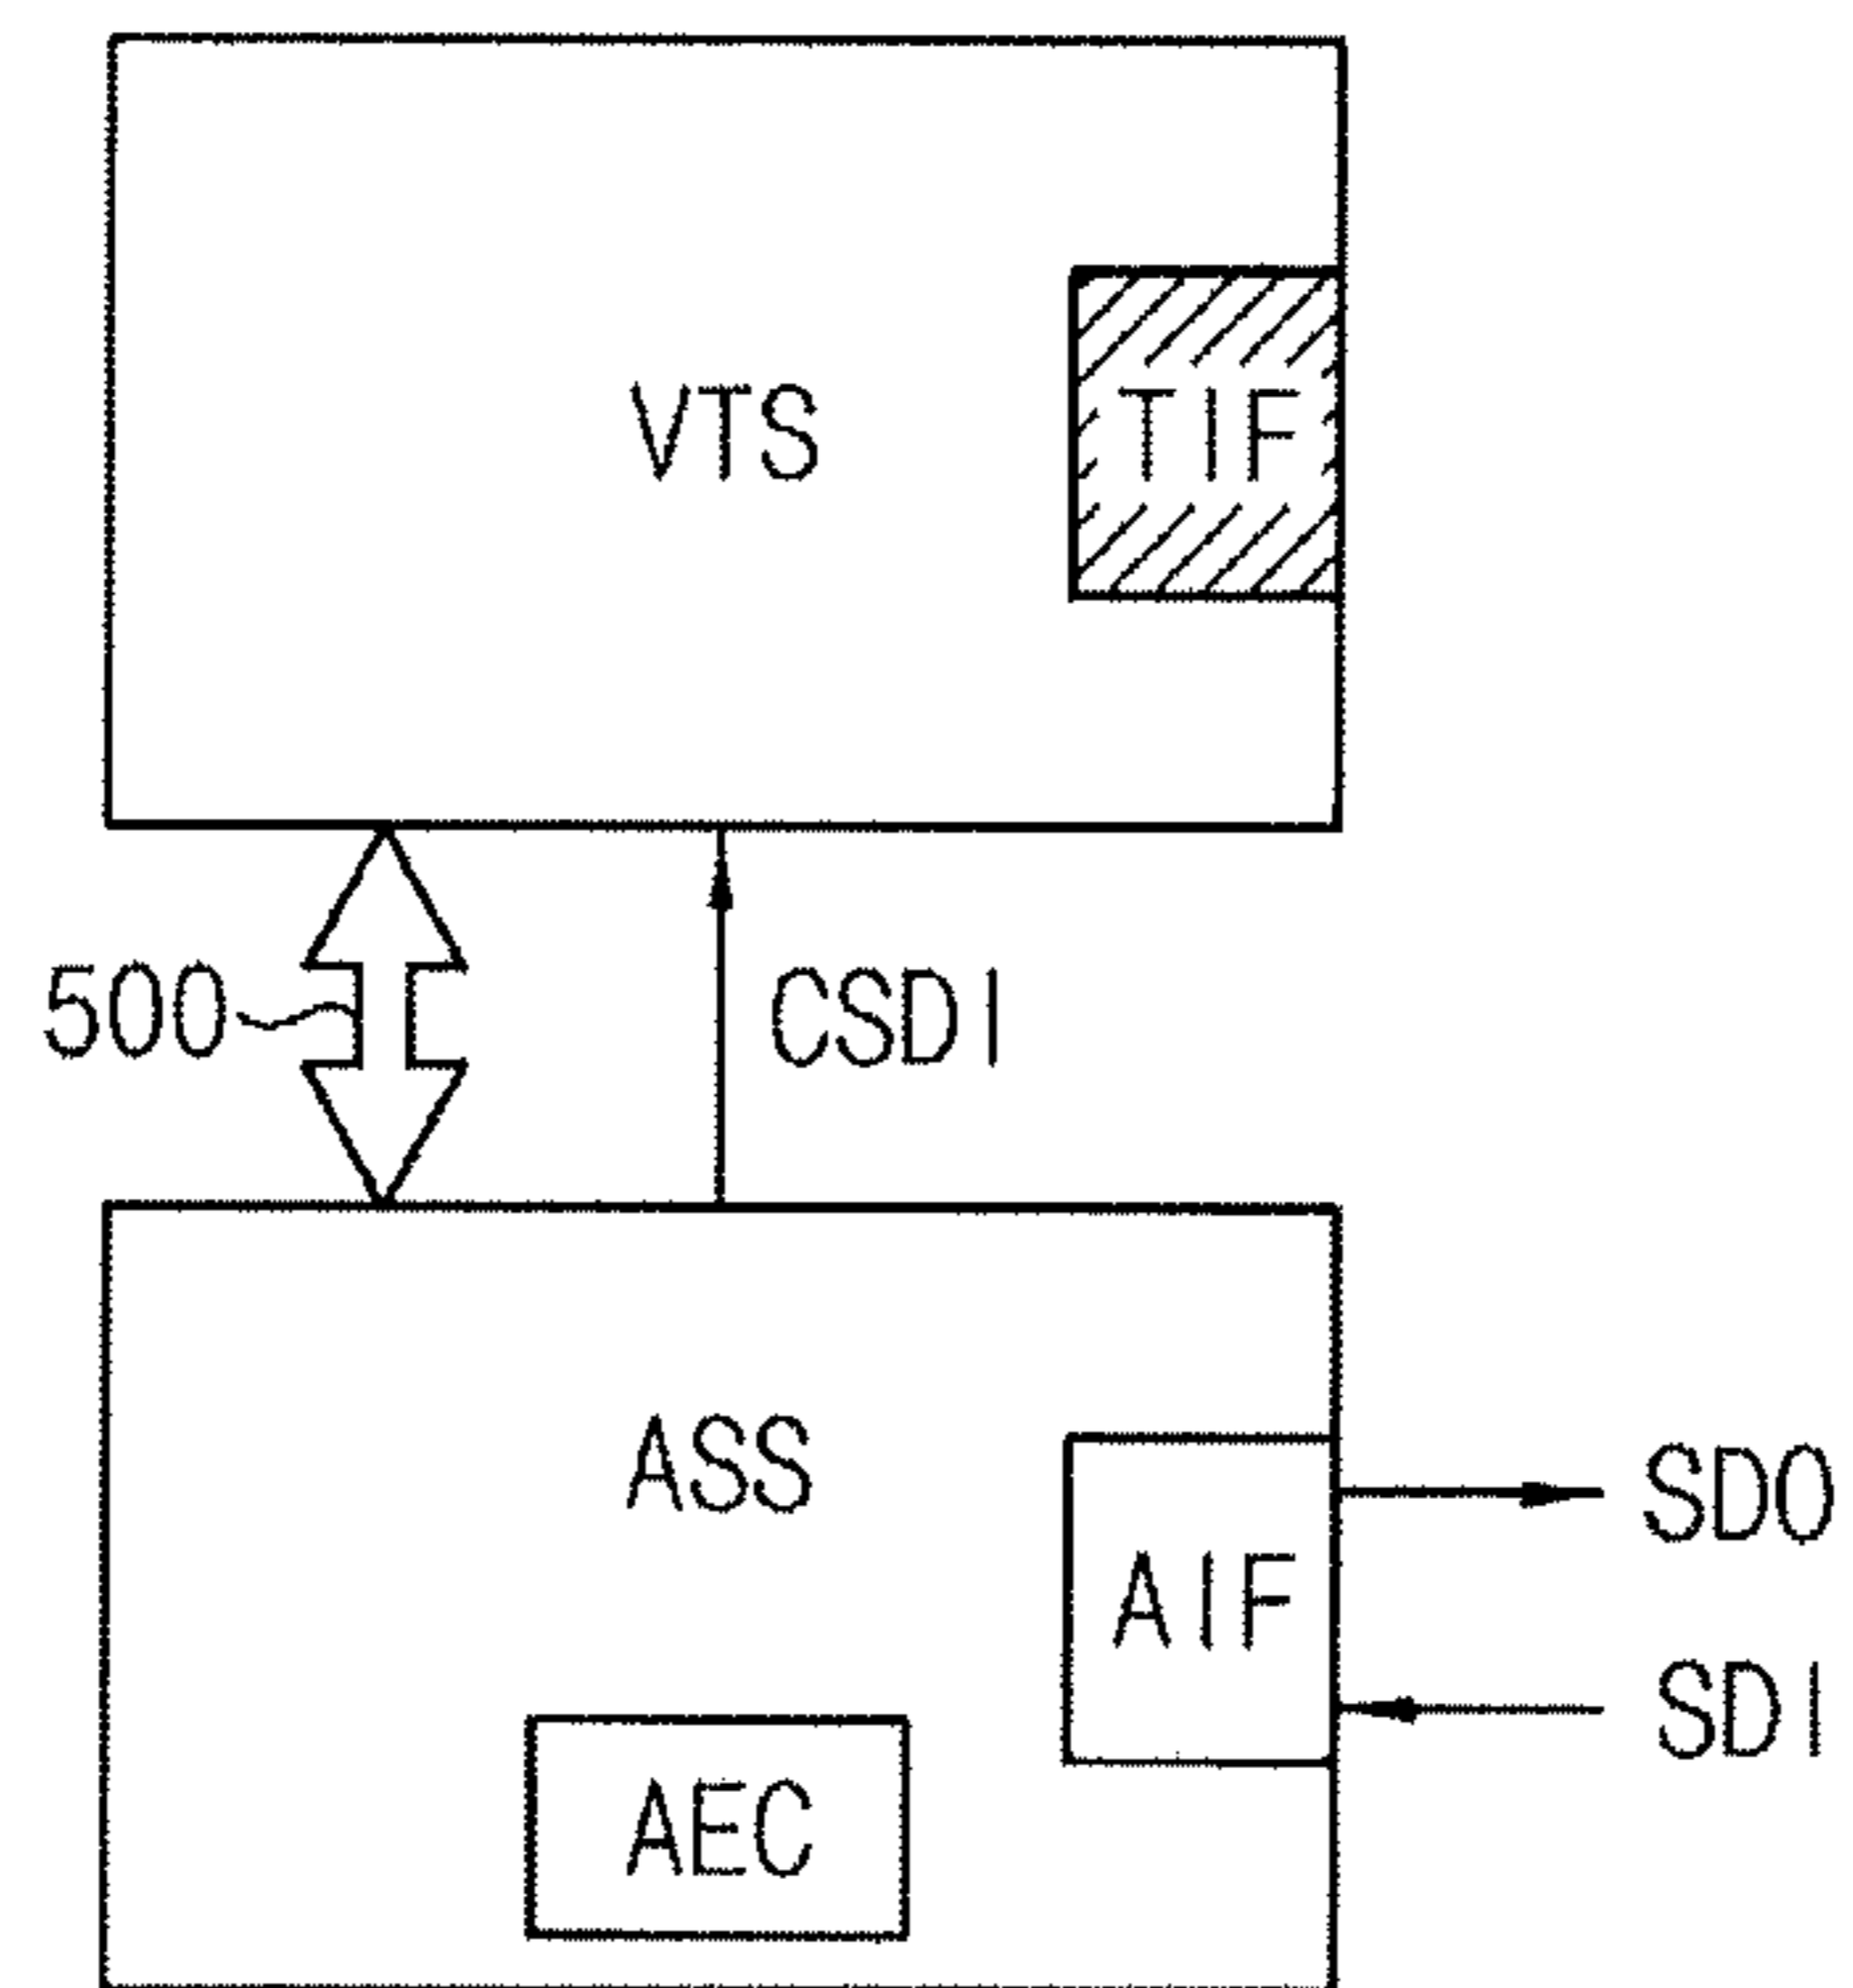 VTS
TIF
500
CSDI
ASS
SDO
AIF
SDI
AEC